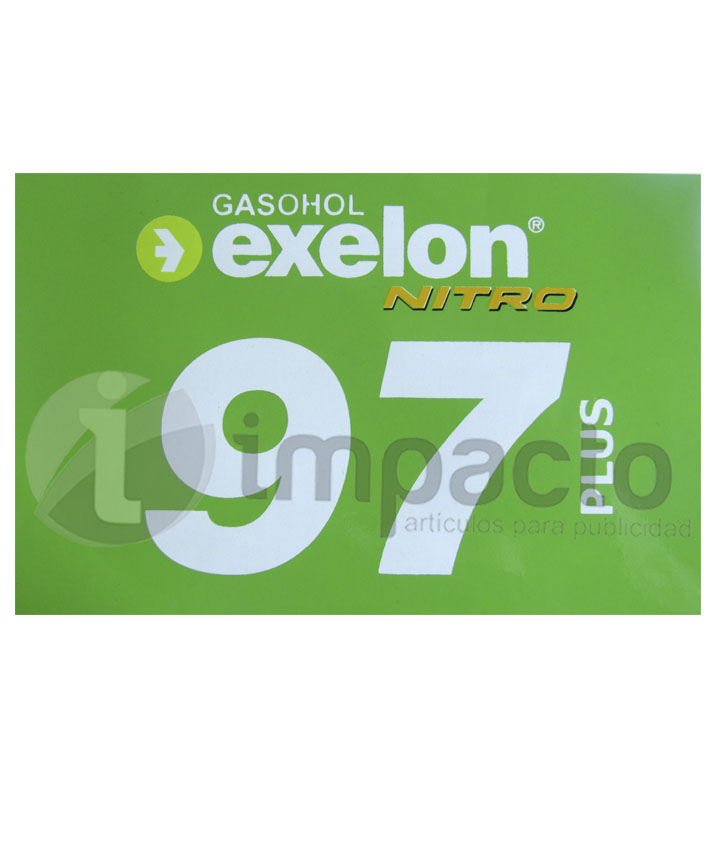 GASOHOL
exelon®
NITRO
97
PLUS
impacto
artículos para publicidad